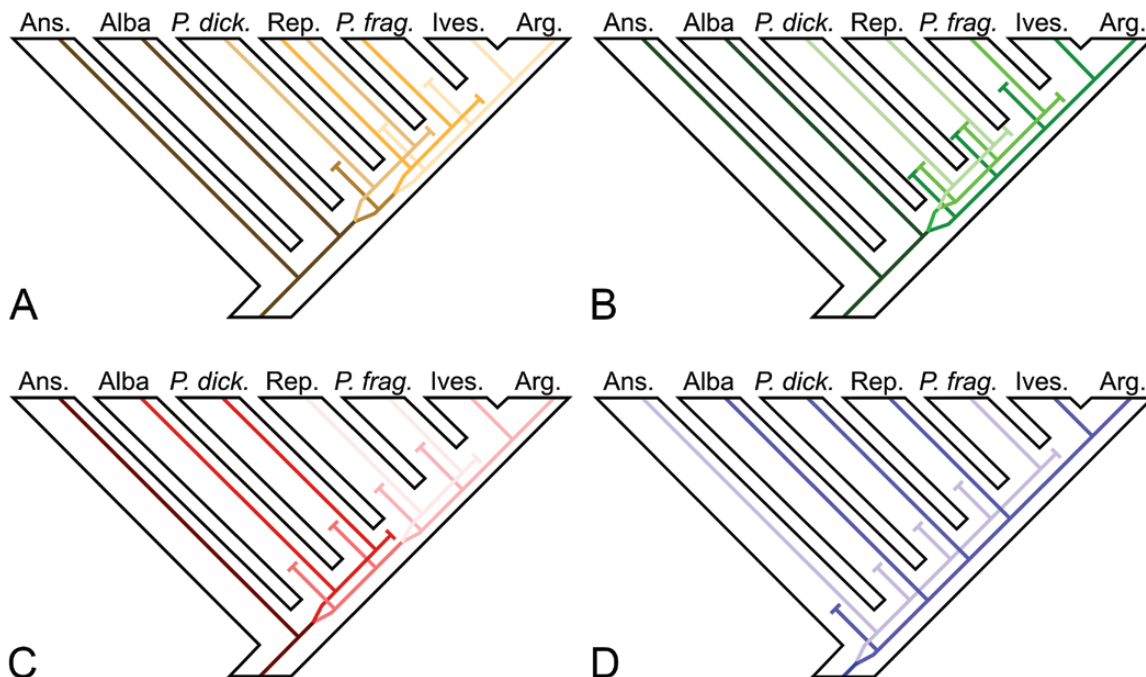 Ans. Alba P. dick. Rep. P. frag. Ives. Arg.
A
Ans. Alba P. dick. Rep. P. frag. Ives. Arg.
B
Ans. Alba P. dick. Rep. P. frag. Ives. Arg.
C
Ans. Alba P. dick. Rep. P. frag. Ives. Arg.
D